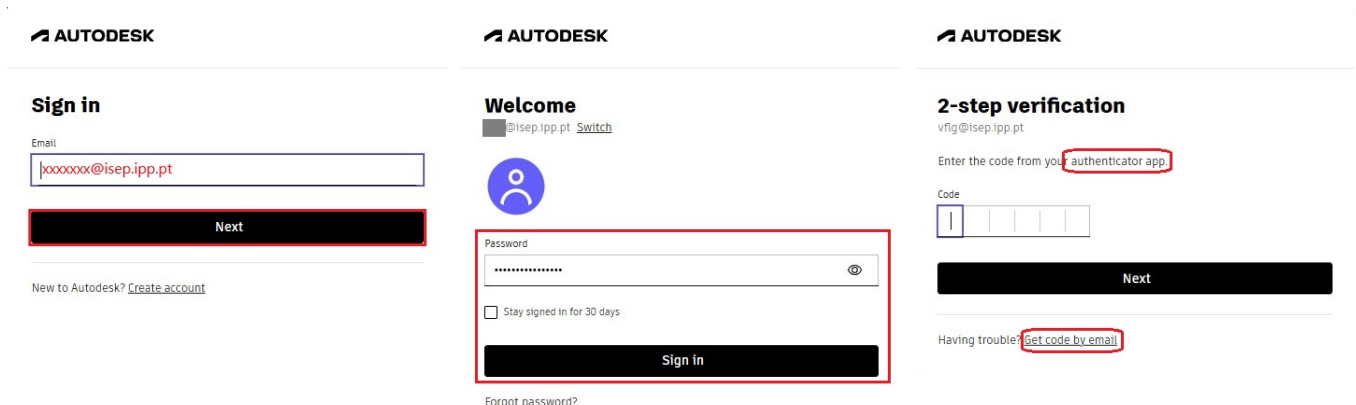 AUTODESK
Sign in
Email
xxxxxxx@isep.ipp.pt
Next
New to Autodesk? Create account
AUTODESK
Welcome
@isep.ipp.pt Switch
Password
••••••••••••••••
Stay signed in for 30 days
Sign in
Forgot password?
AUTODESK
2-step verification
vflg@isep.ipp.pt
Enter the code from your authenticator app.
Code
Next
Having trouble? Get code by email